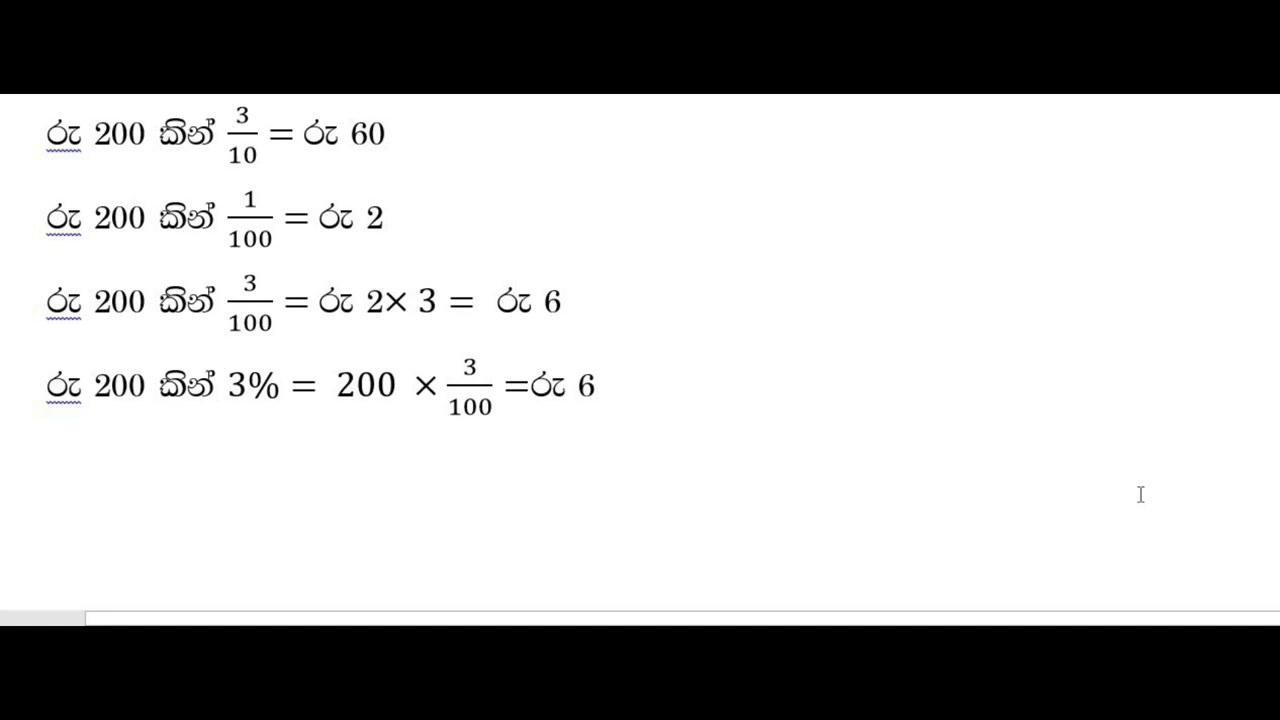 රු 200 කින් 3/10 = රු 60
රු 200 කින් 1/100 = රු 2
රු 200 කින් 3/100 = රු 2× 3 = රු 6
රු 200 කින් 3% = 200 × 3/100 =රු 6